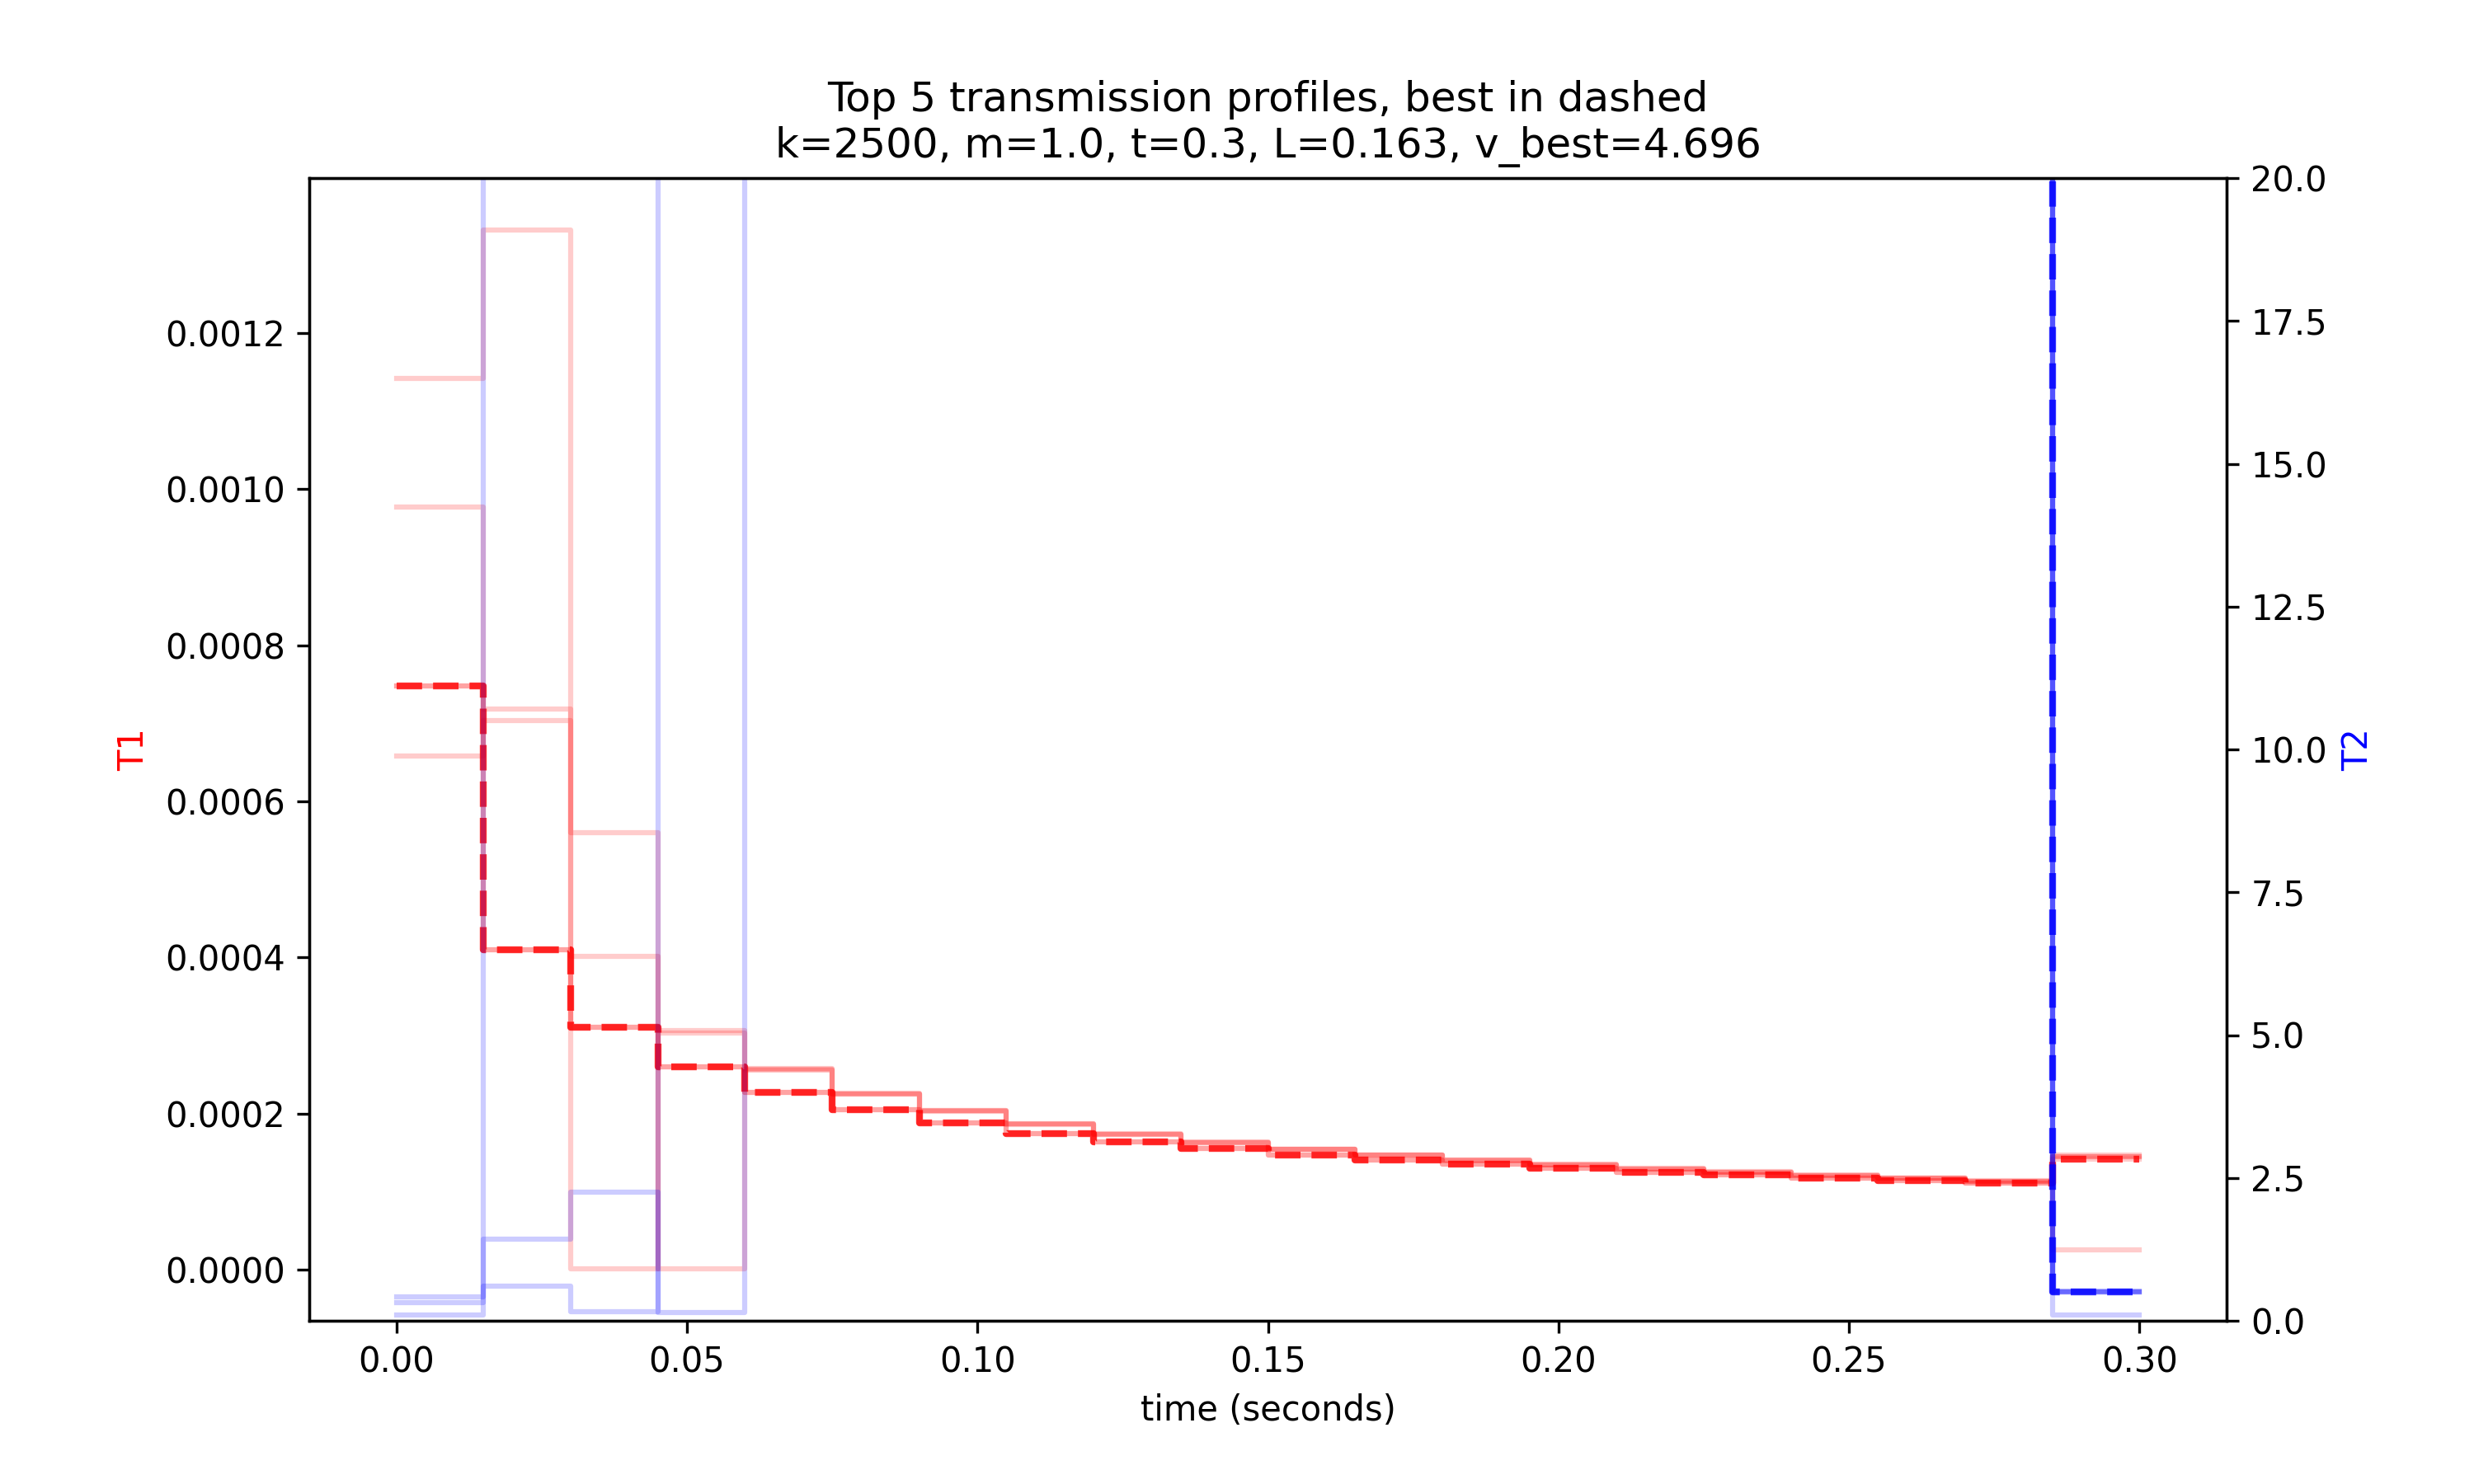 Top 5 transmission profiles, best in dashed
k=2500, m=1.0, t=0.3, L=0.163, v_best=4.696
T1
0.0012
0.0010
0.0008
0.0006
0.0004
0.0002
0.0000
20.0
17.5
15.0
12.5
10.0
7.5
5.0
2.5
0.0
T2
0.00 0.05 0.10 0.15 0.20 0.25 0.30
time (seconds)